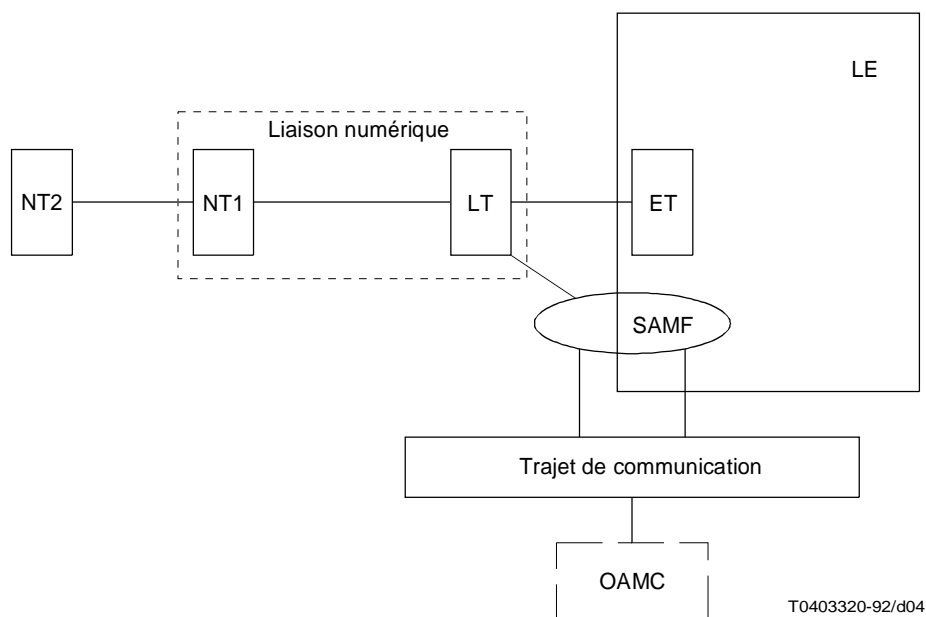 LE
Liaison numérique
NT2
NT1
LT
ET
SAMF
Trajet de communication
OAMC
T0403320-92/d04